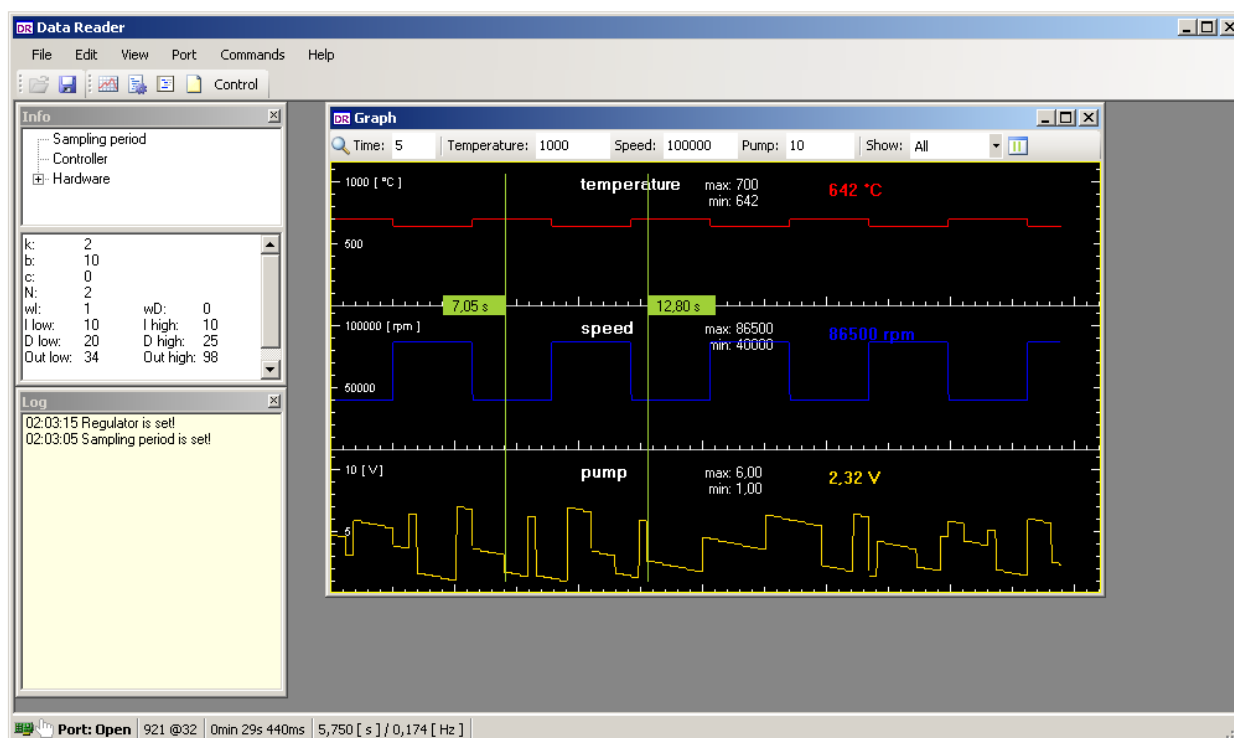 DR Data Reader
File Edit View Port Commands Help
Control
Info
Sampling period
Controller
Hardware
k: 2
b: 10
c: 0
N: 2
wI: 1 wD: 0
I low: 10 I high: 10
D low: 20 D high: 25
Out low: 34 Out high: 98
Log
02:03:15 Regulator is set!
02:03:05 Sampling period is set!
DR Graph
Time: 5 Temperature: 1000 Speed: 100000 Pump: 10 Show: All
1000 [ °C ] temperature max: 700 642 °C
min: 642
500
7,05 s 12,80 s
100000 [ rpm ] speed max: 86500 86500 rpm
min: 40000
50000
10 [ V ] pump max: 6,00 2,32 V
min: 1,00
5
Port: Open 921 @32 0min 29s 440ms 5,750 [ s ] / 0,174 [ Hz ]